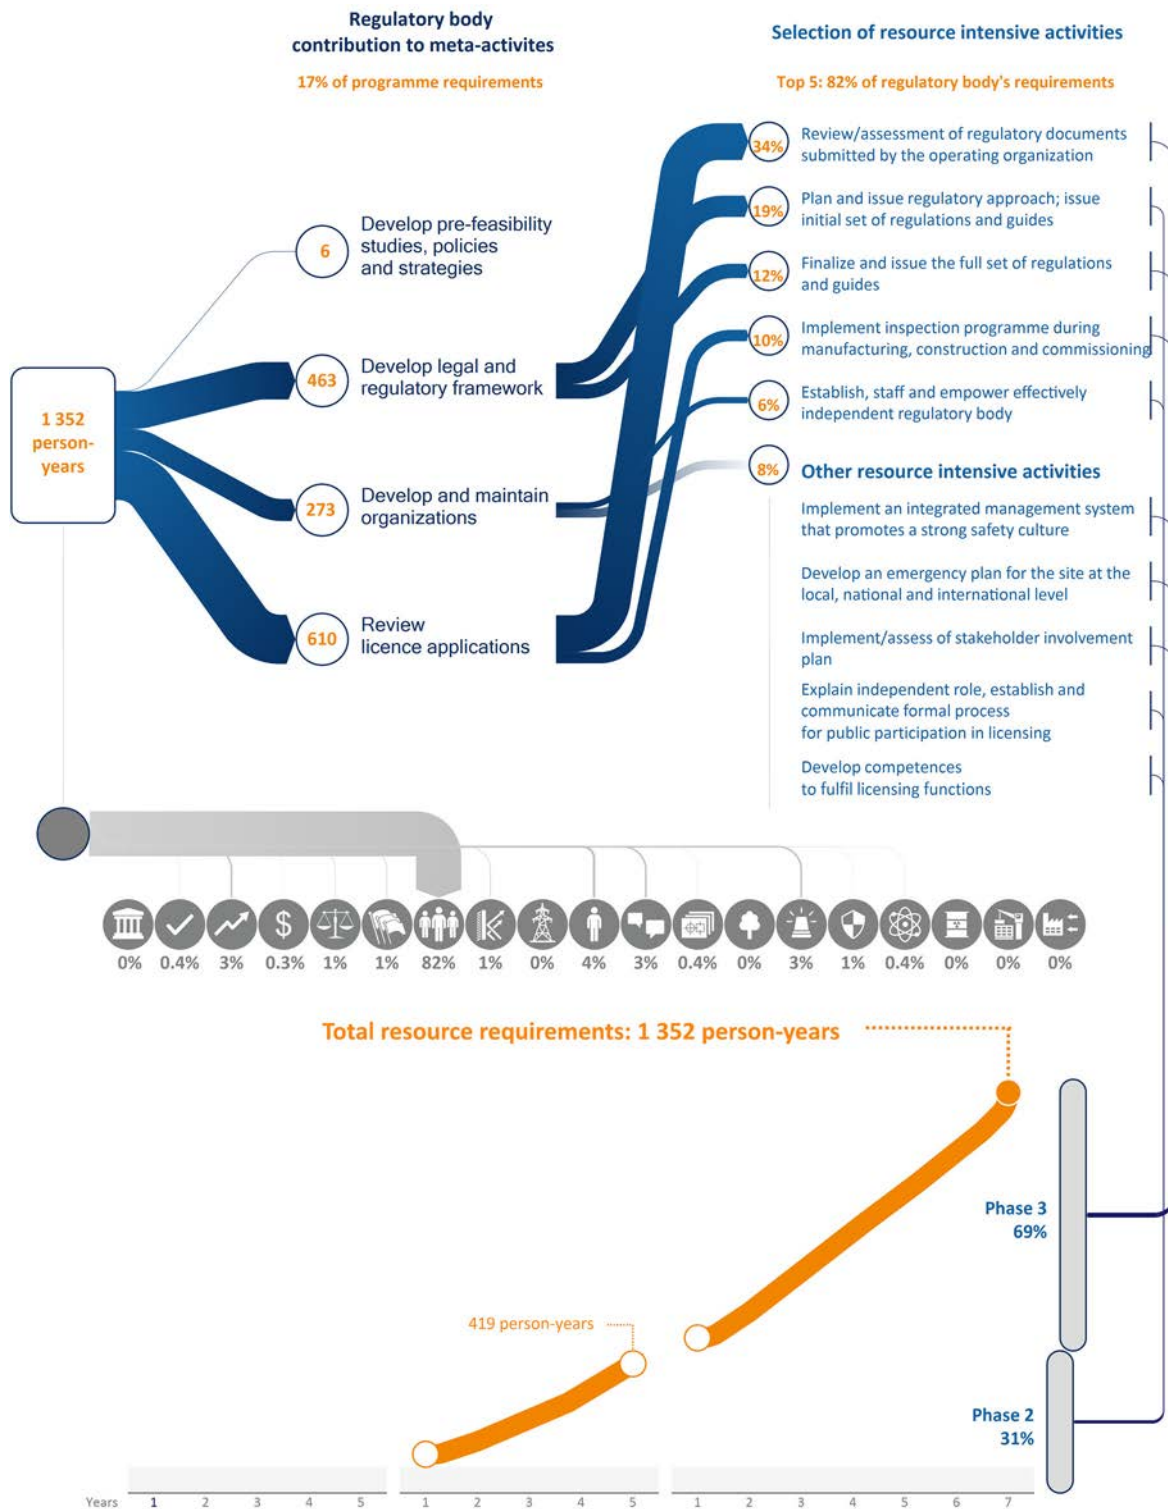 Regulatory body
contribution to meta-activites
17% of programme requirements
Selection of resource intensive activities
Top 5: 82% of regulatory body's requirements
1 352
person-
years
6
Develop pre-feasibility
studies, policies
and strategies
463
Develop legal and
regulatory framework
273
Develop and maintain
organizations
610
Review
licence applications
34%
Review/assessment of regulatory documents
submitted by the operating organization
19%
Plan and issue regulatory approach; issue
initial set of regulations and guides
12%
Finalize and issue the full set of regulations
and guides
10%
Implement inspection programme during
manufacturing, construction and commissioning
6%
Establish, staff and empower effectively
independent regulatory body
8%
Other resource intensive activities
Implement an integrated management system
that promotes a strong safety culture
Develop an emergency plan for the site at the
local, national and international level
Implement/assess of stakeholder involvement
plan
Explain independent role, establish and
communicate formal process
for public participation in licensing
Develop competences
to fulfil licensing functions
$
0% 0.4% 3% 0.3% 1% 1% 82% 1% 0% 4% 3% 0.4% 0% 3% 1% 0.4% 0% 0% 0%
Total resource requirements: 1 352 person-years
Phase 3
69%
419 person-years
Phase 2
31%
Years 1 2 3 4 5 1 2 3 4 5 1 2 3 4 5 6 7